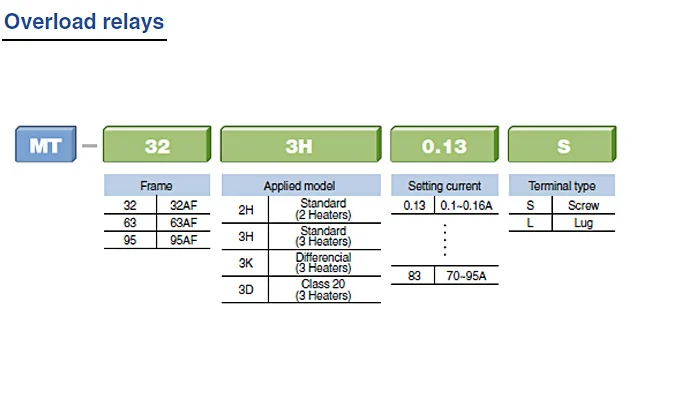 Overload relays
MT – 32 3H 0.13 S
Frame
32 32AF
63 63AF
95 95AF
Applied model
2H Standard
(2 Heaters)
3H Standard
(3 Heaters)
3K Differencial
(3 Heaters)
3D Class 20
(3 Heaters)
Setting current
0.13 0.1~0.16A
83 70~95A
Terminal type
S Screw
L Lug